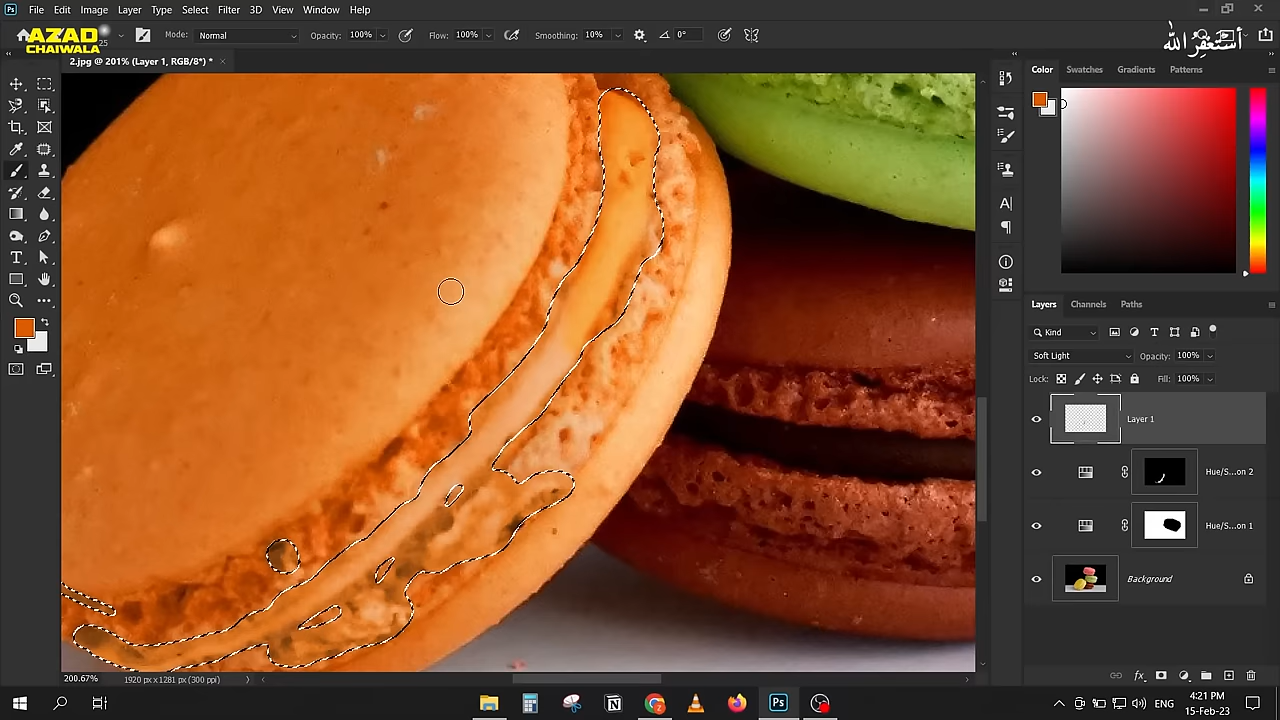 File Edit Image Layer Type Select Filter 3D View Window Help
AZAD
CHAIWALA
25
Mode: Normal Opacity: 100% Flow: 100% Smoothing: 10% 0°
أستغفر الله
2.jpg @ 201% (Layer 1, RGB/8*) *
Color Swatches Gradients Patterns
Layers Channels Paths
Kind
Soft Light Opacity: 100%
Lock: Fill: 100%
Layer 1
Hue/S...on 2
Hue/S...on 1
Background
200.67% 1920 px x 1281 px (300 ppi)
ENG
4:21 PM
15-Feb-23